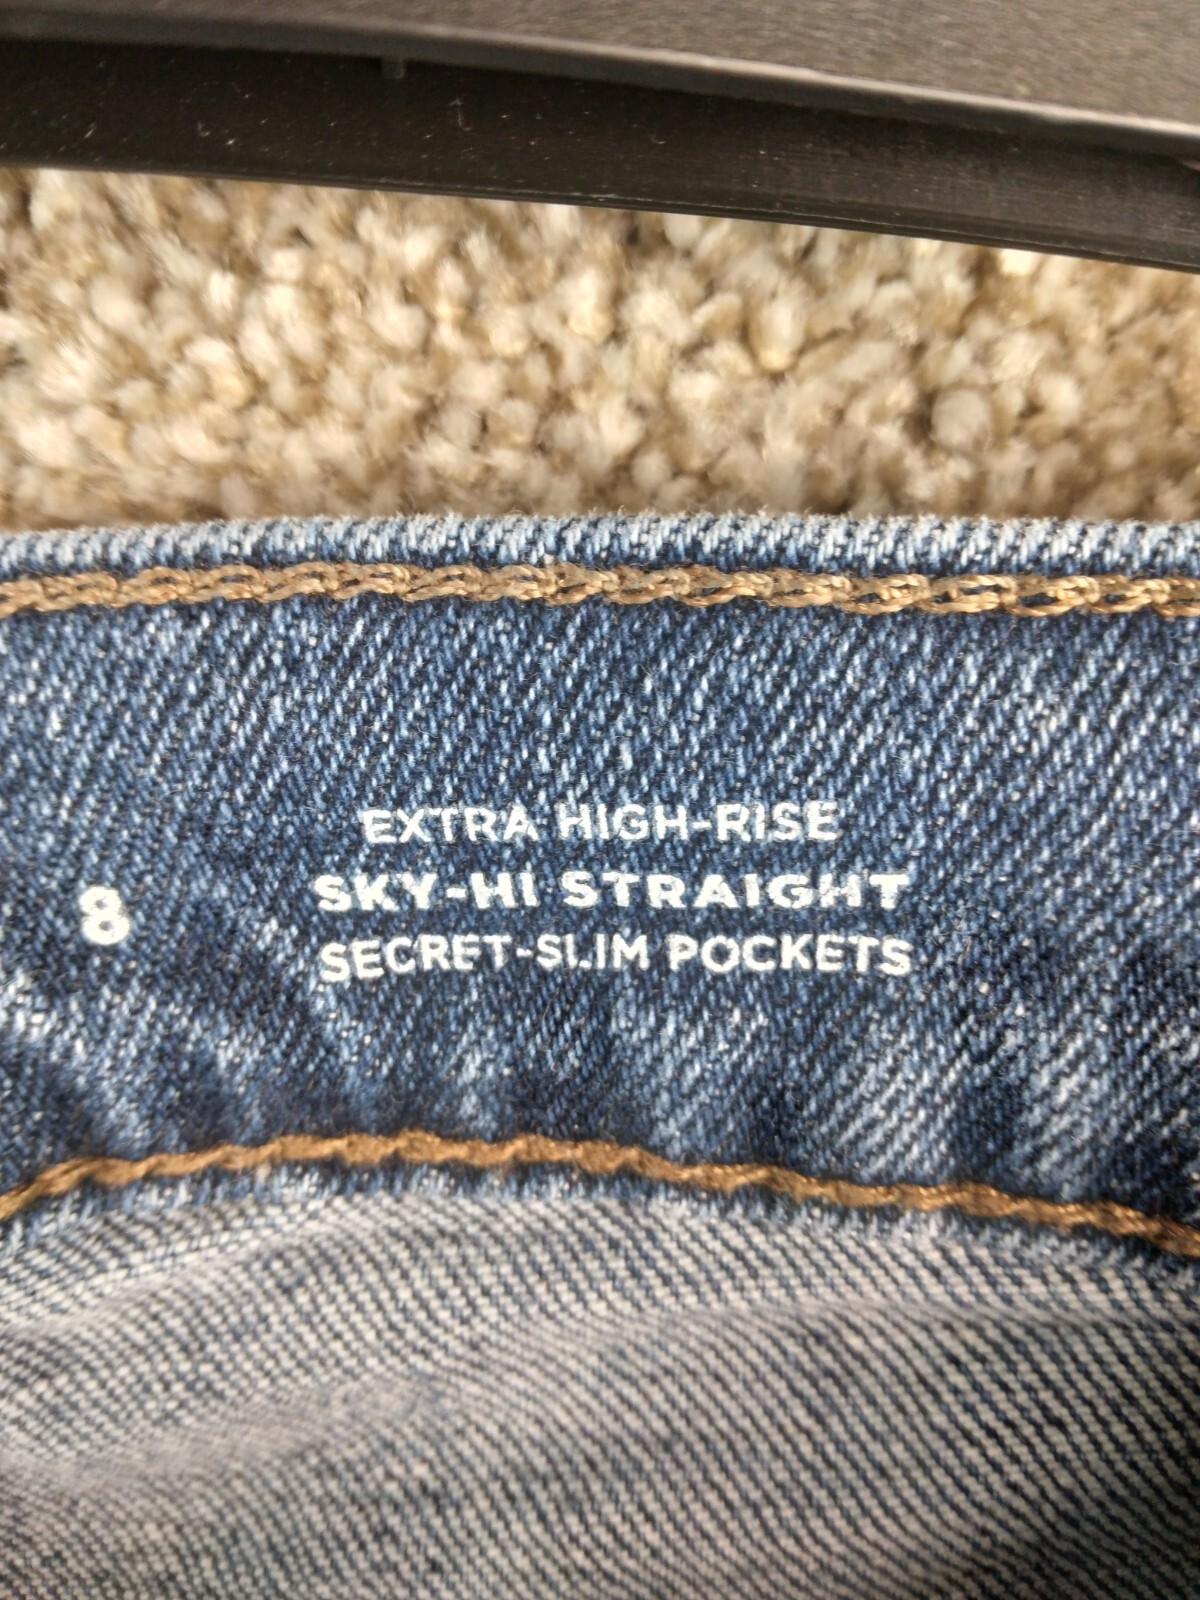 EXTRA HIGH-RISE
8
SKY-HI STRAIGHT
SECRET-SLIM POCKETS